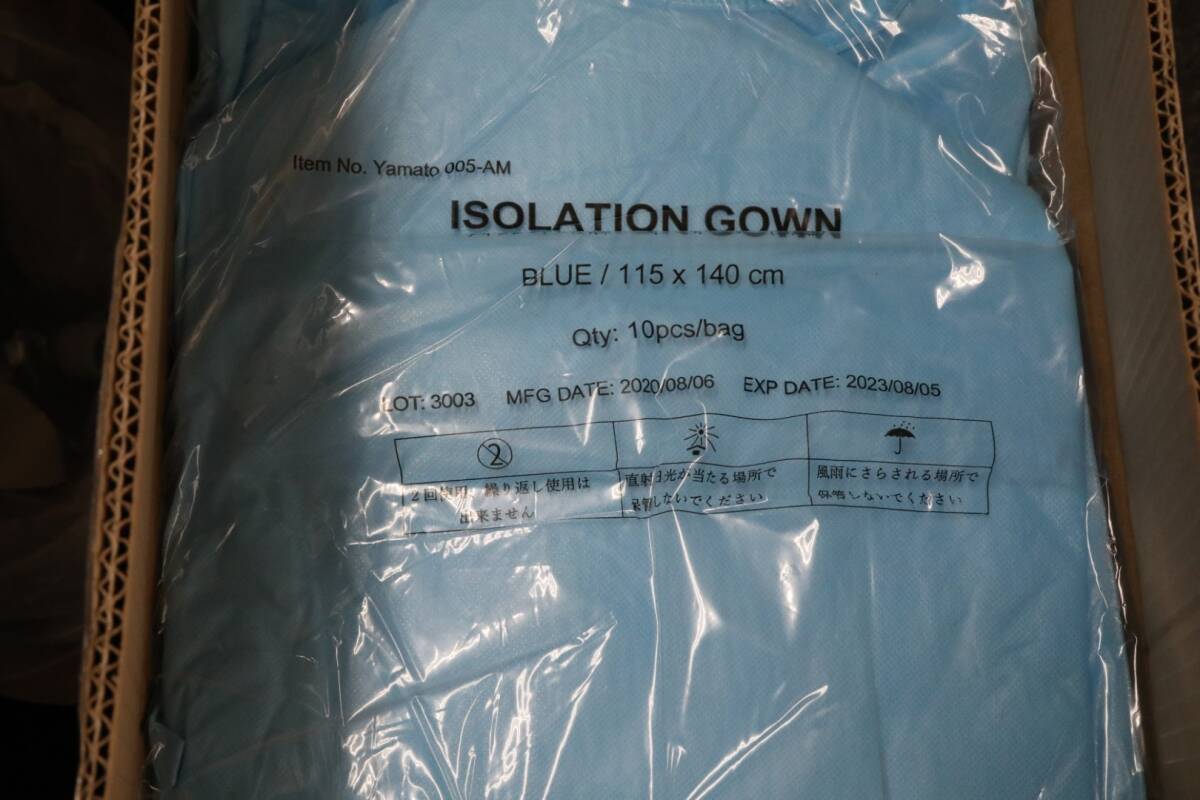 Item No. Yamato 005-AM
ISOLATION GOWN
BLUE / 115 x 140 cm
Qty: 10pcs/bag
LOT: 3003 MFG DATE: 2020/08/06 EXP DATE: 2023/08/05
2
2回使用、繰り返し使用は
出来ません
直射日光が当たる場所で
保管しないでください
風雨にさらされる場所で
保管しないでください